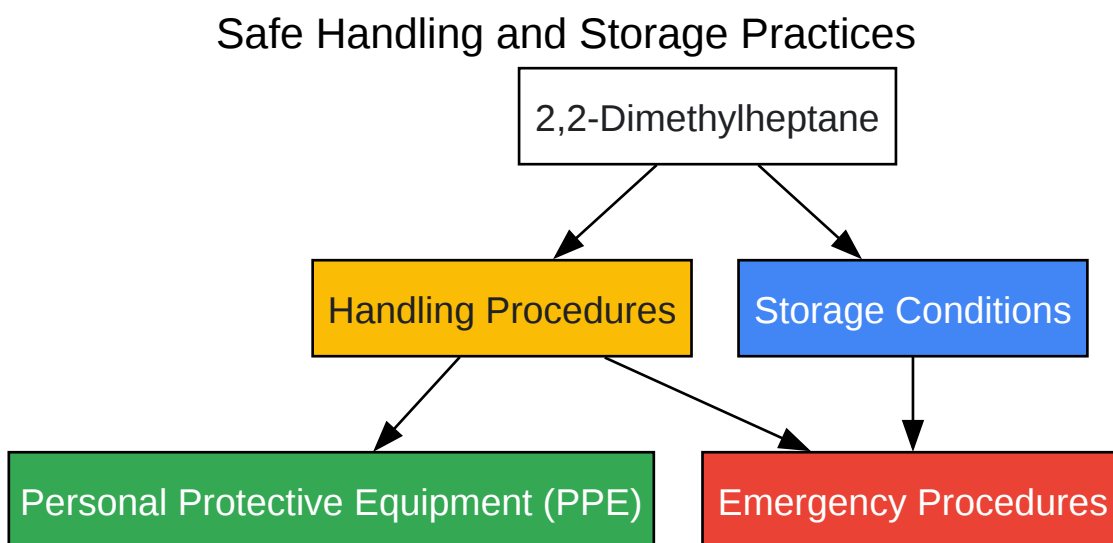 Safe Handling and Storage Practices
2,2-Dimethylheptane
Handling Procedures
Storage Conditions
Personal Protective Equipment (PPE)
Emergency Procedures